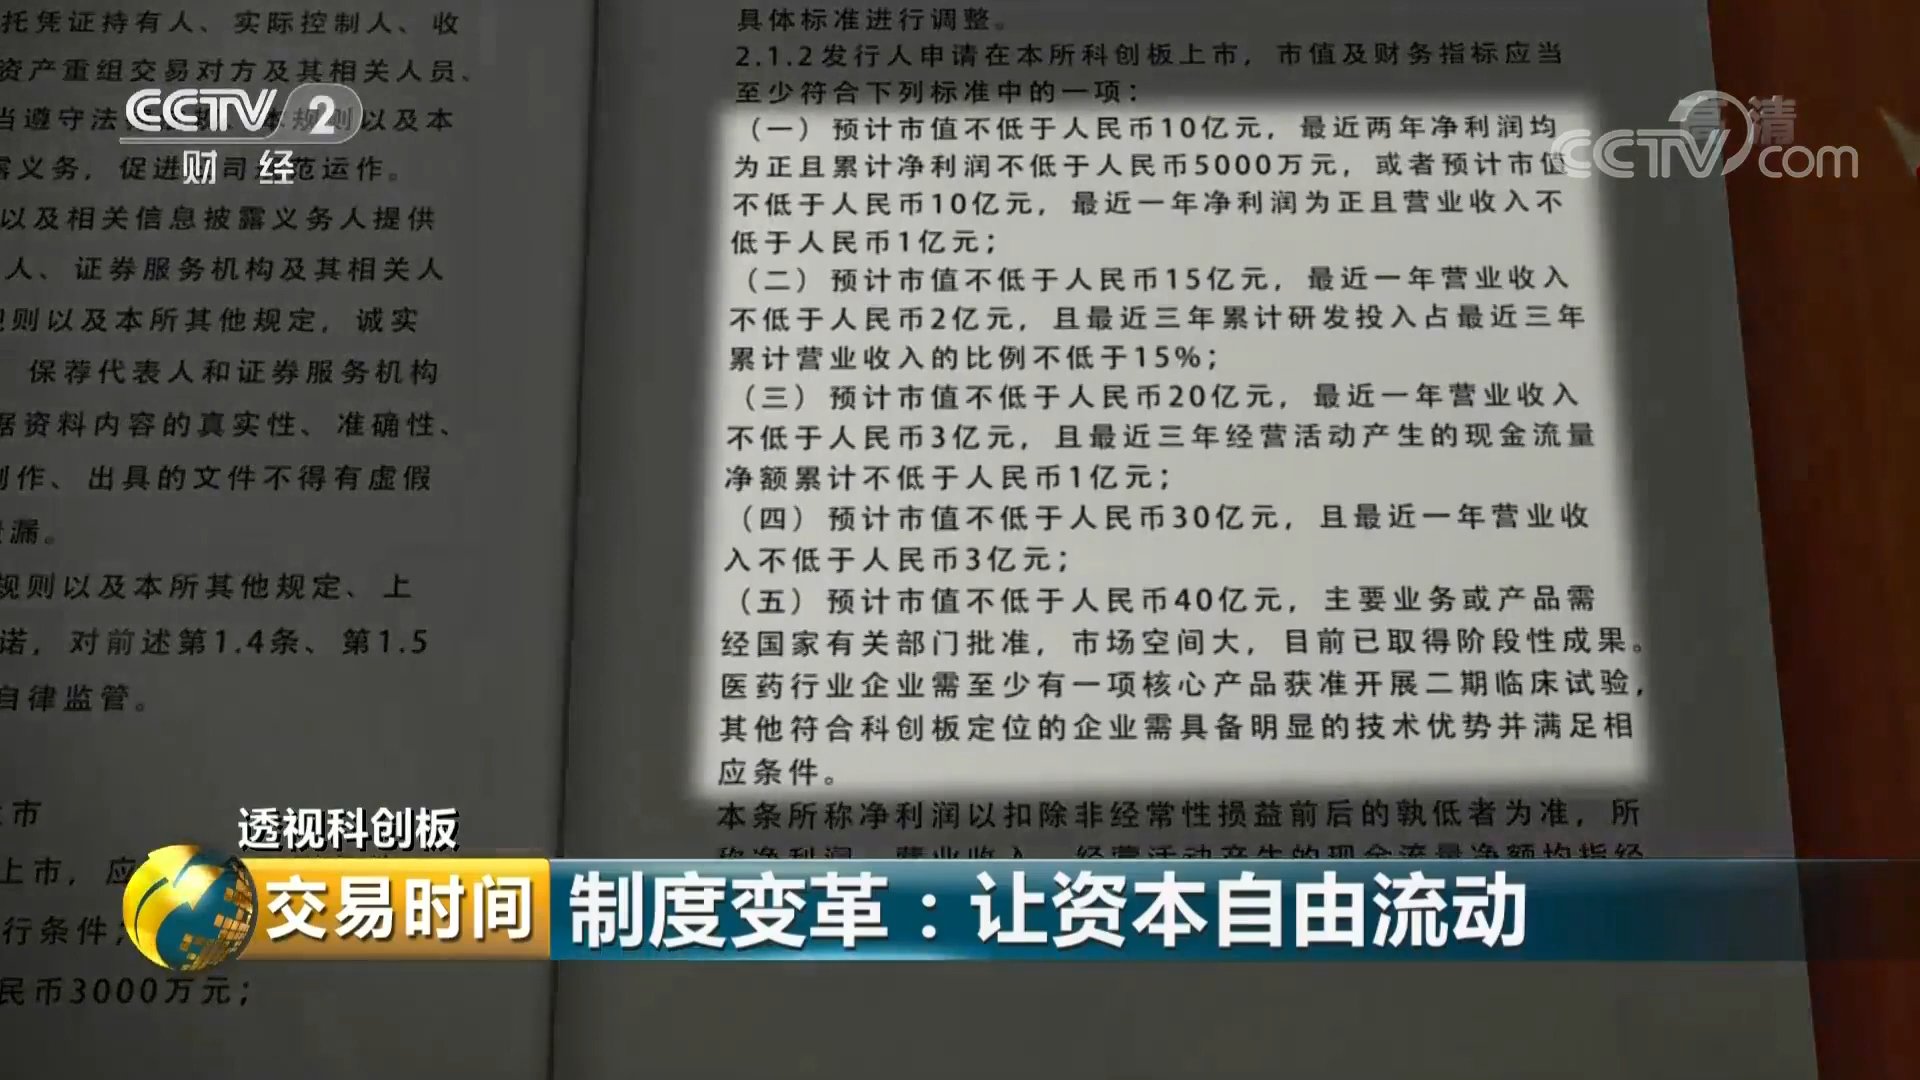 托凭证持有人、实际控制人、收
资产重组交易对方及其相关人员、
当遵守法
本规则以及本
露义务，促进
司
范运作。
以及相关信息披露义务人提供
人、证券服务机构及其相关人
规则以及本所其他规定，诚实
保荐代表人和证券服务机构
据资料内容的真实性、准确性、
制作、出具的文件不得有虚假
漏。
规则以及本所其他规定、上
诺，对前述第1.4条、第1.5
自律监管。
上市
上市，应
行条件；
民币3000万元；
具体标准进行调整。
2.1.2发行人申请在本所科创板上市，市值及财务指标应当
至少符合下列标准中的一项：
（一）预计市值不低于人民币10亿元，最近两年净利润均
为正且累计净利润不低于人民币5000万元，或者预计市值
不低于人民币10亿元，最近一年净利润为正且营业收入不
低于人民币1亿元；
（二）预计市值不低于人民币15亿元，最近一年营业收入
不低于人民币2亿元，且最近三年累计研发投入占最近三年
累计营业收入的比例不低于15%；
（三）预计市值不低于人民币20亿元，最近一年营业收入
不低于人民币3亿元，且最近三年经营活动产生的现金流量
净额累计不低于人民币1亿元；
（四）预计市值不低于人民币30亿元，且最近一年营业收
入不低于人民币3亿元；
（五）预计市值不低于人民币40亿元，主要业务或产品需
经国家有关部门批准，市场空间大，目前已取得阶段性成果。
医药行业企业需至少有一项核心产品获准开展二期临床试验，
其他符合科创板定位的企业需具备明显的技术优势并满足相
应条件。
本条所称净利润以扣除非经常性损益前后的孰低者为准，所
称净利润、营业收入、经营活动产生的现金流量净额均指经
CCTV 2
财经
高清
CCTV.com
透视科创板
交易时间
制度变革：让资本自由流动